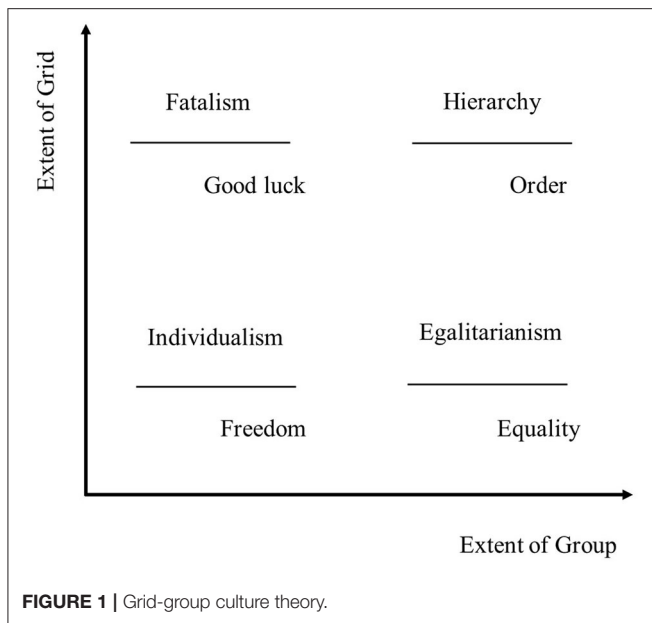 Extent of Grid
Fatalism
Hierarchy
Good luck
Order
Individualism
Egalitarianism
Freedom
Equality
Extent of Group
FIGURE 1 | Grid-group culture theory.